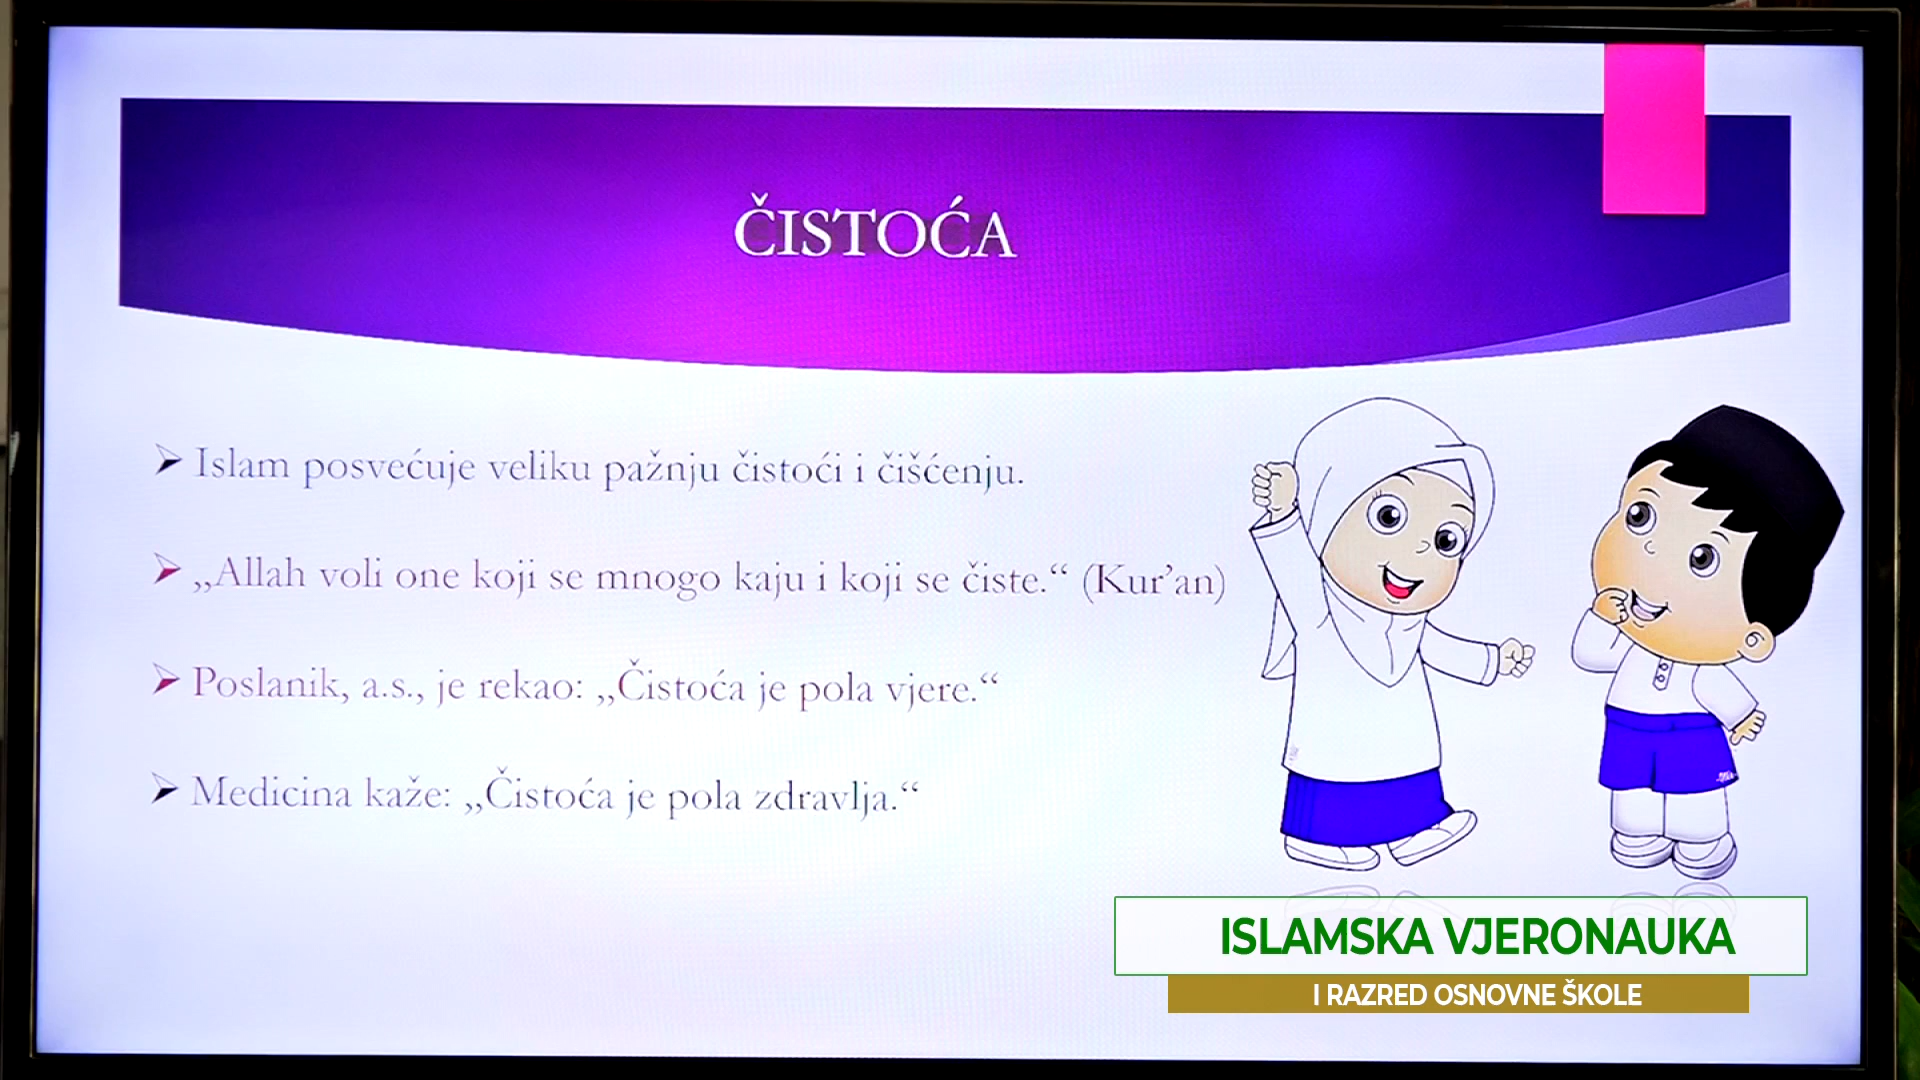 ČISTOĆA
Islam posvećuje veliku pažnju čistoći i čišćenju.
„Allah voli one koji se mnogo kaju i koji se čiste.“ (Kur’an)
Poslanik, a.s., je rekao: „Čistoća je pola vjere.“
Medicina kaže: „Čistoća je pola zdravlja.“
ISLAMSKA VJERONAUKA
I RAZRED OSNOVNE ŠKOLE